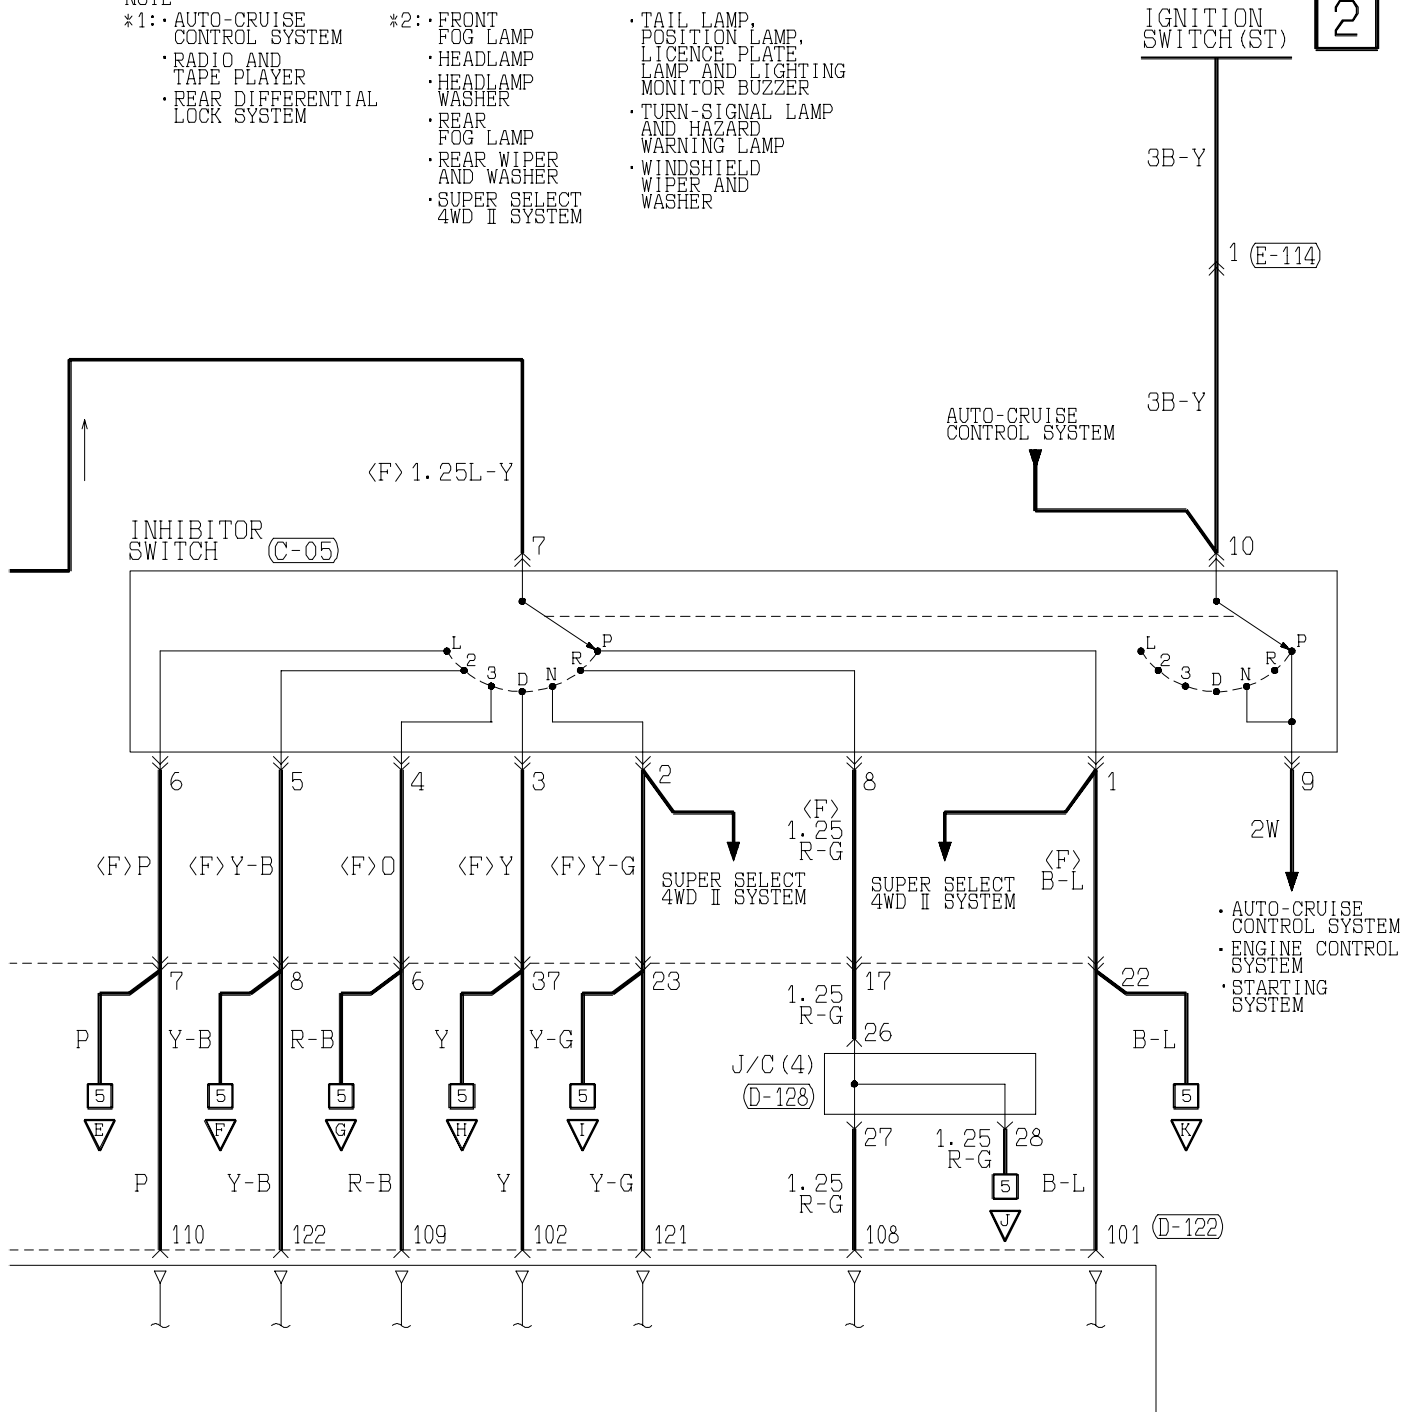 NOTE
*1:·AUTO-CRUISE
CONTROL SYSTEM
·RADIO AND
TAPE PLAYER
·REAR DIFFERENTIAL
LOCK SYSTEM
*2:·FRONT
FOG LAMP
·HEADLAMP
·HEADLAMP
WASHER
·REAR
FOG LAMP
·REAR WIPER
AND WASHER
·SUPER SELECT
4WD Ⅱ SYSTEM
·TAIL LAMP,
POSITION LAMP,
LICENCE PLATE
LAMP AND LIGHTING
MONITOR BUZZER
·TURN-SIGNAL LAMP
AND HAZARD
WARNING LAMP
·WINDSHIELD
WIPER AND
WASHER
IGNITION
SWITCH(ST)
2
3B-Y
1 E-114
3B-Y
AUTO-CRUISE
CONTROL SYSTEM
<F>1.25L-Y
INHIBITOR
SWITCH C-05
7
10
L 2 3 D N R P
L 2 3 D N R P
6 5 4 3 2 8 1 9
<F>P <F>Y-B <F>O <F>Y <F>Y-G
<F>
1.25
R-G
<F>
B-L
2W
SUPER SELECT
4WD Ⅱ SYSTEM
SUPER SELECT
4WD Ⅱ SYSTEM
·AUTO-CRUISE
CONTROL SYSTEM
·ENGINE CONTROL
SYSTEM
·STARTING
SYSTEM
7 8 6 37 23 17 22
1.25
R-G
26
P Y-B R-B Y Y-G B-L
J/C(4)
D-128
5 5 5 5 5 5
E F G H I K
27
1.25
R-G
28
5
J
P Y-B R-B Y Y-G
1.25
R-G
B-L
110 122 109 102 121 108 101 D-122